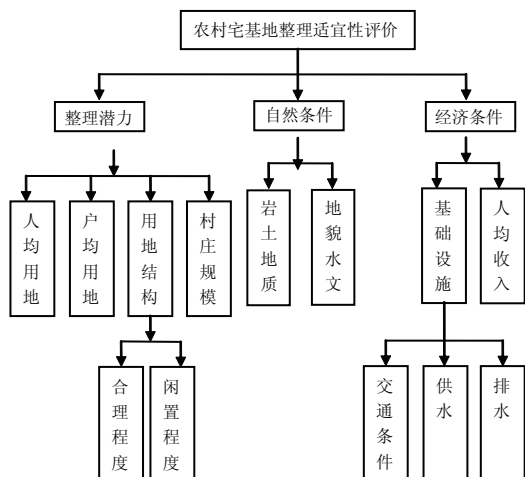 农村宅基地整理适宜性评价
整理潜力
自然条件
经济条件
人均用地
户均用地
用地结构
村庄规模
岩土地质
地貌水文
基础设施
人均收入
合理程度
闲置程度
交通条件
供水
排水